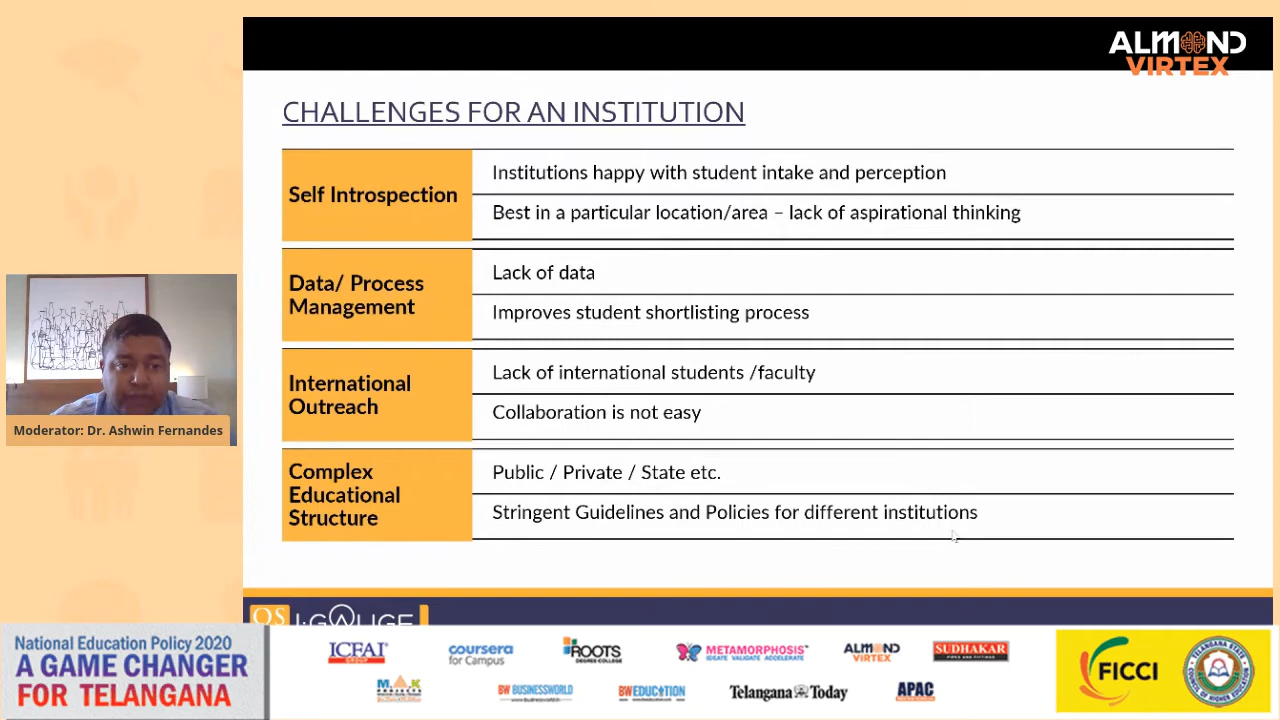 ALMOND
VIRTEX
CHALLENGES FOR AN INSTITUTION
Self Introspection
Institutions happy with student intake and perception
Best in a particular location/area – lack of aspirational thinking
Data/ Process
Management
Lack of data
Improves student shortlisting process
International
Outreach
Lack of international students /faculty
Collaboration is not easy
Complex
Educational
Structure
Public / Private / State etc.
Stringent Guidelines and Policies for different institutions
Moderator: Dr. Ashwin Fernandes
QS I·GAUGE
National Education Policy 2020
A GAME CHANGER
FOR TELANGANA
ICFAI
GROUP
coursera
for Campus
ROOTS
DEGREE COLLEGE
METAMORPHOSIS
IDEATE VALIDATE ACCELERATE
ALMOND
VIRTEX
SUDHAKAR
PIPES AND FITTINGS
PROJECTS
BW BUSINESSWORLD
BW EDUCATION
Telangana Today
APAC
FICCI